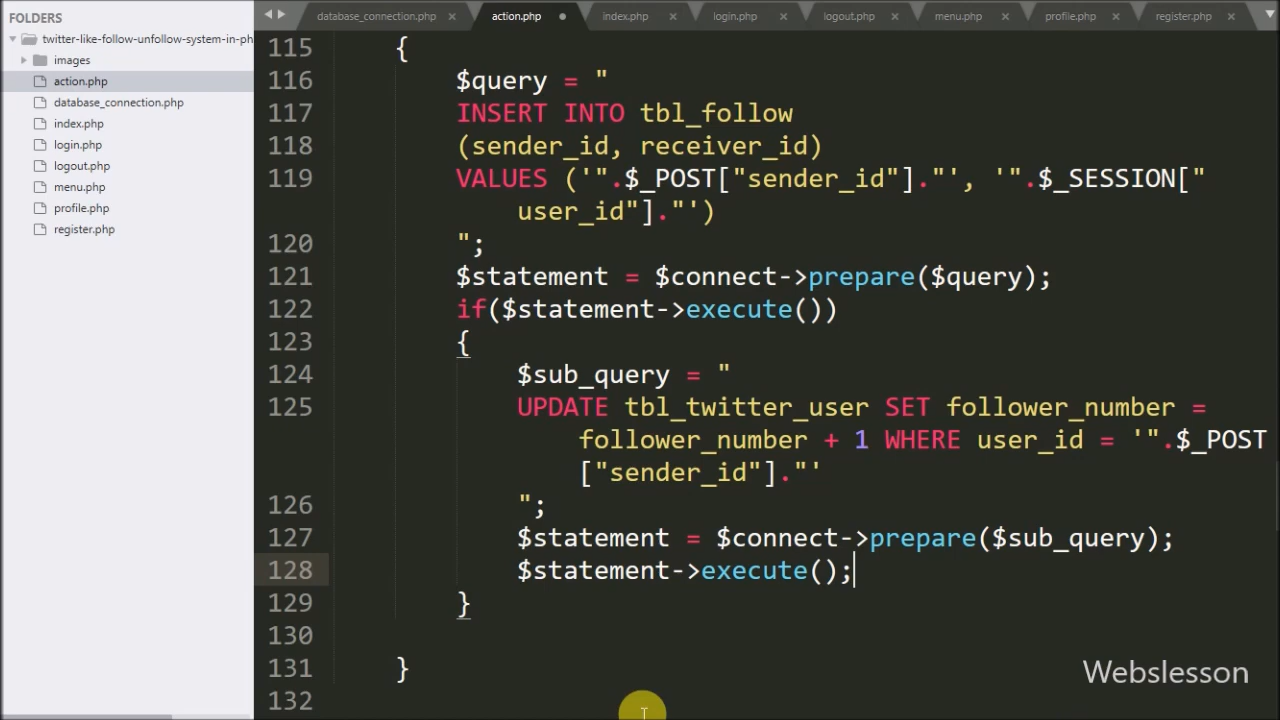 FOLDERS
twitter-like-follow-unfollow-system-in-ph
images
action.php
database_connection.php
index.php
login.php
logout.php
menu.php
profile.php
register.php
database_connection.php × action.php index.php × login.php × logout.php × menu.php × profile.php × register.php ×
115 {
116 $query = "
117 INSERT INTO tbl_follow
118 (sender_id, receiver_id)
119 VALUES ('".$_POST["sender_id"]."', '".$_SESSION["
user_id"]."')
120 ";
121 $statement = $connect->prepare($query);
122 if($statement->execute())
123 {
124 $sub_query = "
125 UPDATE tbl_twitter_user SET follower_number =
follower_number + 1 WHERE user_id = '".$_POST
["sender_id"]."'
126 ";
127 $statement = $connect->prepare($sub_query);
128 $statement->execute();
129 }
130
131 }
132
Webslesson